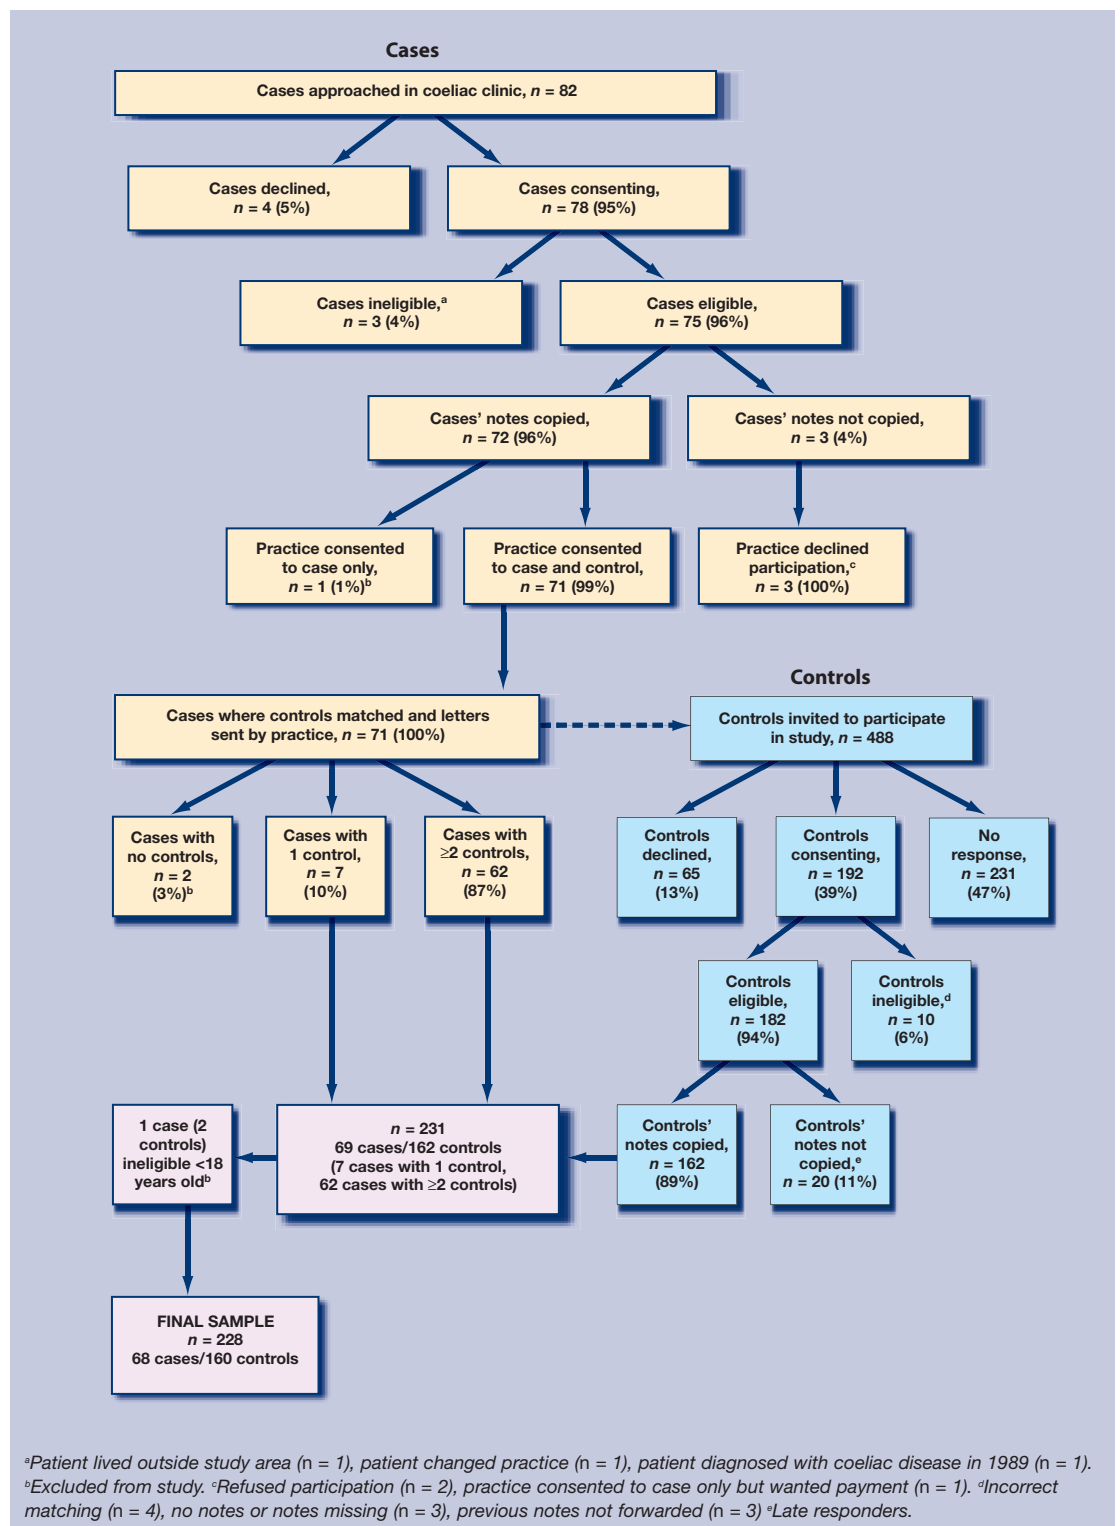 Cases
Cases approached in coeliac clinic, n = 82
Cases declined,
n = 4 (5%)
Cases consenting,
n = 78 (95%)
Cases ineligible,a
n = 3 (4%)
Cases eligible,
n = 75 (96%)
Cases' notes copied,
n = 72 (96%)
Cases' notes not copied,
n = 3 (4%)
Practice consented
to case only,
n = 1 (1%)b
Practice consented
to case and control,
n = 71 (99%)
Practice declined
participation,c
n = 3 (100%)
Cases where controls matched and letters
sent by practice, n = 71 (100%)
Controls
Controls invited to participate
in study, n = 488
Cases with
no controls,
n = 2
(3%)b
Cases with
1 control,
n = 7
(10%)
Cases with
≥2 controls,
n = 62
(87%)
Controls
declined,
n = 65
(13%)
Controls
consenting,
n = 192
(39%)
No
response,
n = 231
(47%)
Controls
eligible,
n = 182
(94%)
Controls
ineligible,d
n = 10
(6%)
1 case (2
controls)
ineligible <18
years oldb
n = 231
69 cases/162 controls
(7 cases with 1 control,
62 cases with ≥2 controls)
Controls'
notes copied,
n = 162
(89%)
Controls'
notes not
copied,e
n = 20 (11%)
FINAL SAMPLE
n = 228
68 cases/160 controls
aPatient lived outside study area (n = 1), patient changed practice (n = 1), patient diagnosed with coeliac disease in 1989 (n = 1).
bExcluded from study. cRefused participation (n = 2), practice consented to case only but wanted payment (n = 1). dIncorrect
matching (n = 4), no notes or notes missing (n = 3), previous notes not forwarded (n = 3) eLate responders.